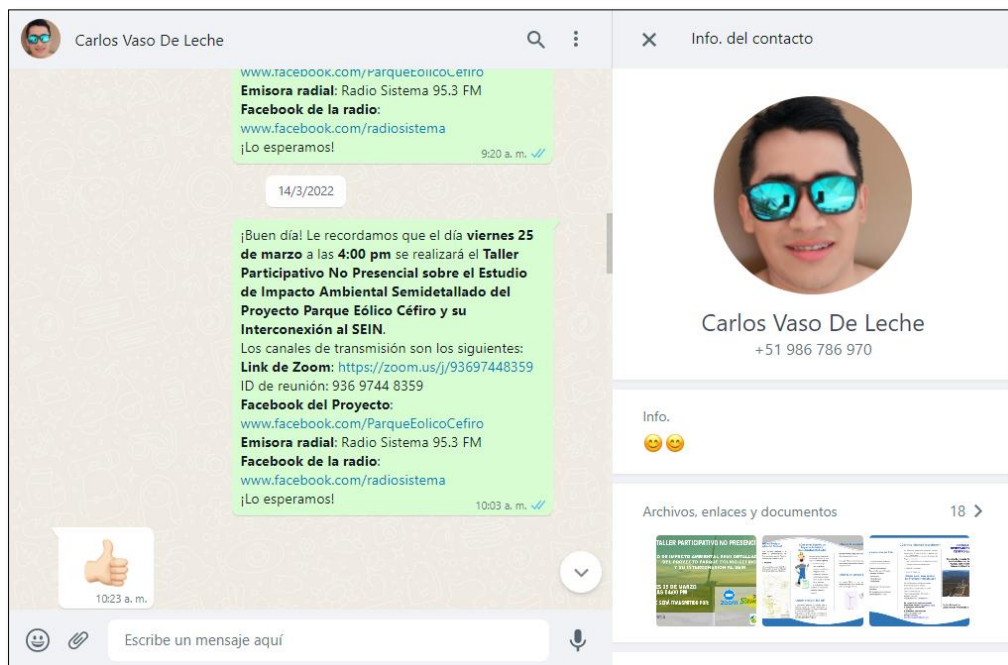 Carlos Vaso De Leche
www.facebook.com/ParqueEolicoCefiro
Emisora radial: Radio Sistema 95.3 FM
Facebook de la radio:
www.facebook.com/radiosistema
¡Lo esperamos!
9:20 a. m.
14/3/2022
¡Buen día! Le recordamos que el día viernes 25
de marzo a las 4:00 pm se realizará el Taller
Participativo No Presencial sobre el Estudio
de Impacto Ambiental Semidetallado del
Proyecto Parque Eólico Céfiro y su
Interconexión al SEIN.
Los canales de transmisión son los siguientes:
Link de Zoom: https://zoom.us/j/93697448359
ID de reunión: 936 9744 8359
Facebook del Proyecto:
www.facebook.com/ParqueEolicoCefiro
Emisora radial: Radio Sistema 95.3 FM
Facebook de la radio:
www.facebook.com/radiosistema
¡Lo esperamos!
10:03 a. m.
10:23 a. m.
Escribe un mensaje aquí
Info. del contacto
Carlos Vaso De Leche
+51 986 786 970
Info.
Archivos, enlaces y documentos
18
TALLER PARTICIPATIVO NO PRESENC